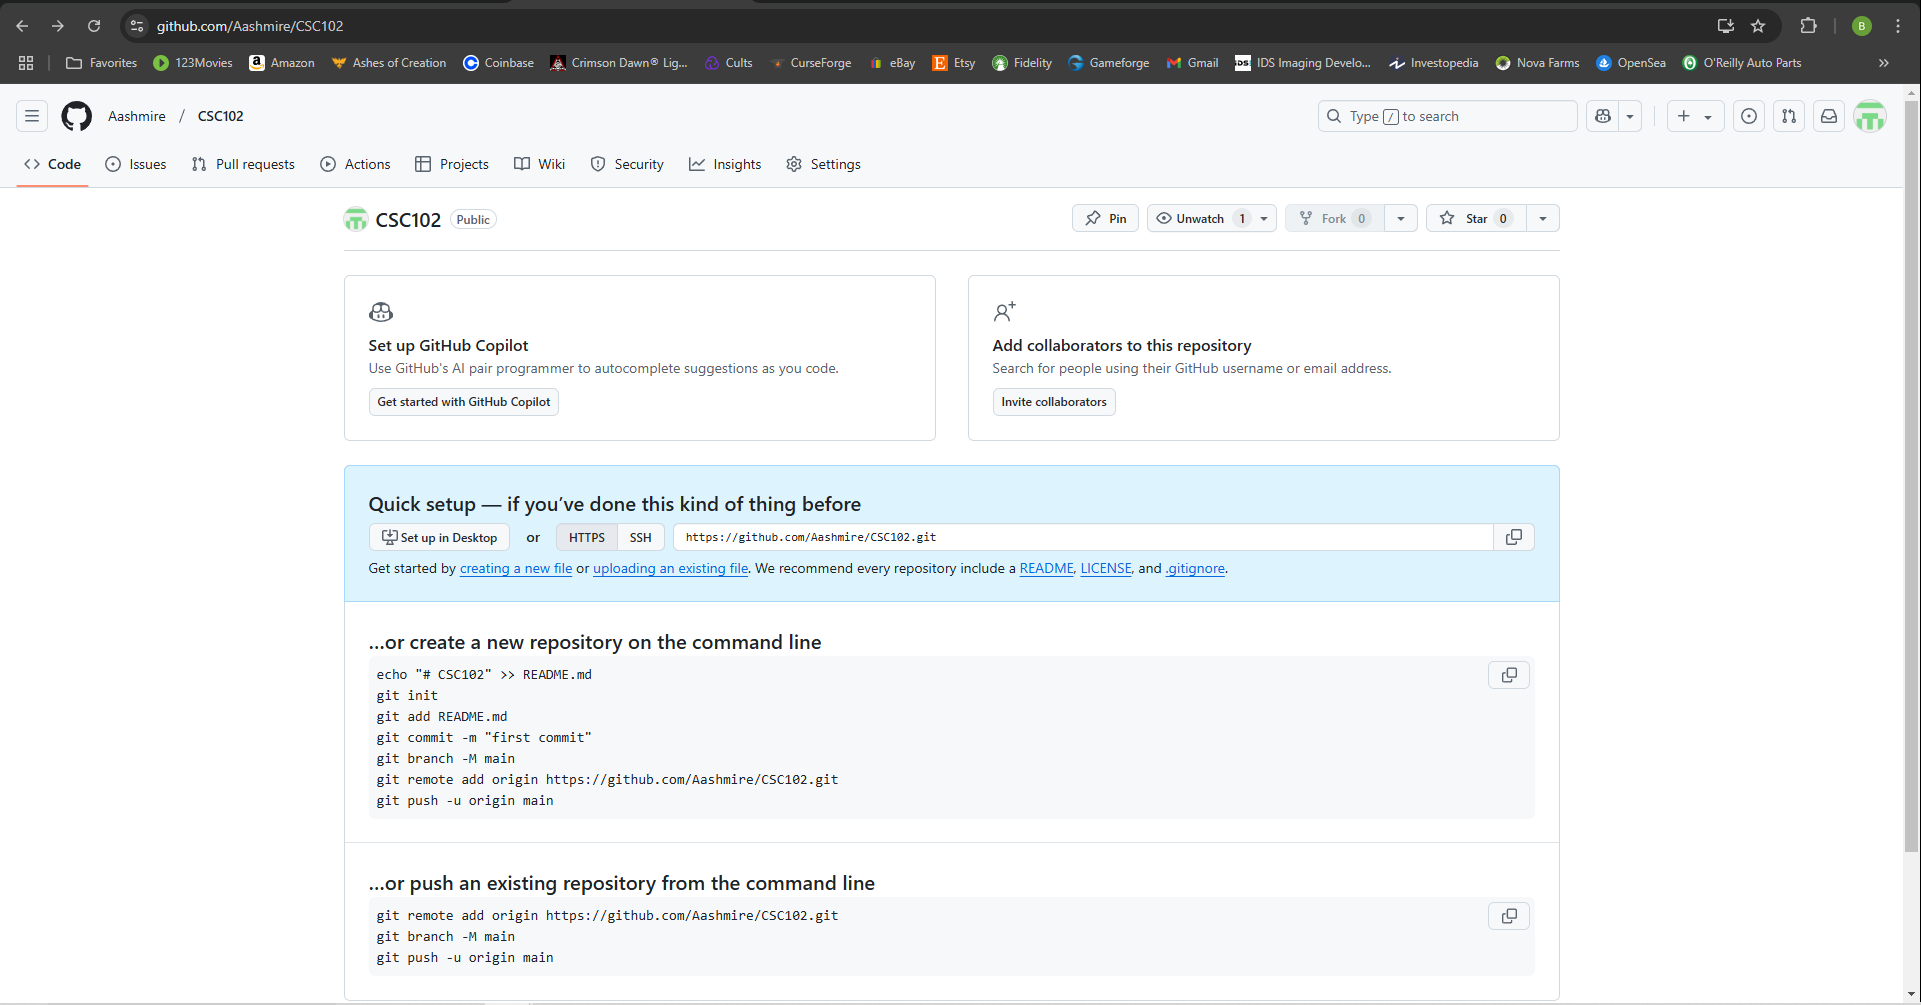 github.com/Aashmire/CSC102
B
Favorites 123Movies Amazon Ashes of Creation Coinbase Crimson Dawn® Lig... Cults CurseForge eBay Etsy Fidelity Gameforge Gmail IDS Imaging Develo... Investopedia Nova Farms OpenSea O'Reilly Auto Parts »
Aashmire / CSC102
Type / to search
Code Issues Pull requests Actions Projects Wiki Security Insights Settings
CSC102 Public
Pin Unwatch 1 Fork 0 Star 0
Set up GitHub Copilot
Use GitHub's AI pair programmer to autocomplete suggestions as you code.
Get started with GitHub Copilot
Add collaborators to this repository
Search for people using their GitHub username or email address.
Invite collaborators
Quick setup — if you’ve done this kind of thing before
Set up in Desktop or HTTPS SSH https://github.com/Aashmire/CSC102.git
Get started by creating a new file or uploading an existing file. We recommend every repository include a README, LICENSE, and .gitignore.
…or create a new repository on the command line
echo "# CSC102" >> README.md
git init
git add README.md
git commit -m "first commit"
git branch -M main
git remote add origin https://github.com/Aashmire/CSC102.git
git push -u origin main
…or push an existing repository from the command line
git remote add origin https://github.com/Aashmire/CSC102.git
git branch -M main
git push -u origin main